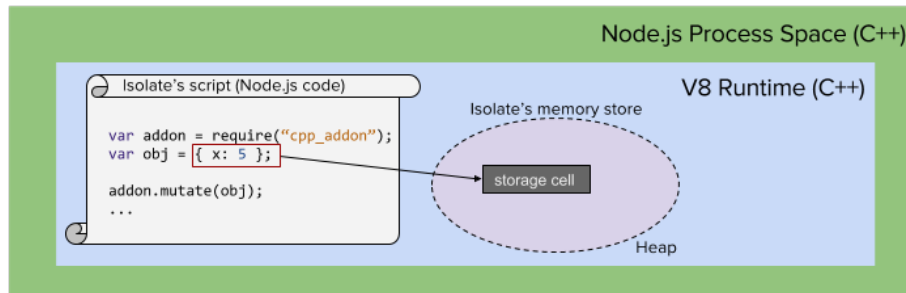 Node.js Process Space (C++)
V8 Runtime (C++)
Isolate's script (Node.js code)
var addon = require(“cpp_addon”);
var obj = { x: 5 };
addon.mutate(obj);
...
Isolate's memory store
storage cell
Heap